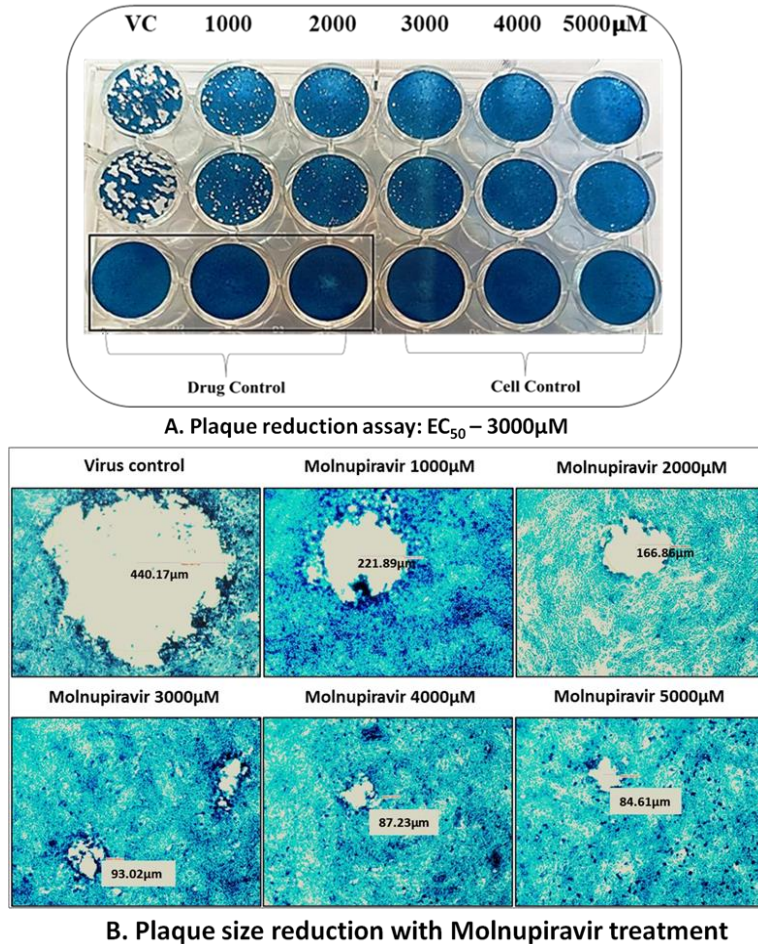 VC 1000 2000 3000 4000 5000µM
Drug Control Cell Control
A. Plaque reduction assay: EC₅₀ – 3000µM
Virus control Molnupiravir 1000µM Molnupiravir 2000µM
440.17µm 221.89µm 166.86µm
Molnupiravir 3000µM Molnupiravir 4000µM Molnupiravir 5000µM
93.02µm 87.23µm 84.61µm
B. Plaque size reduction with Molnupiravir treatment